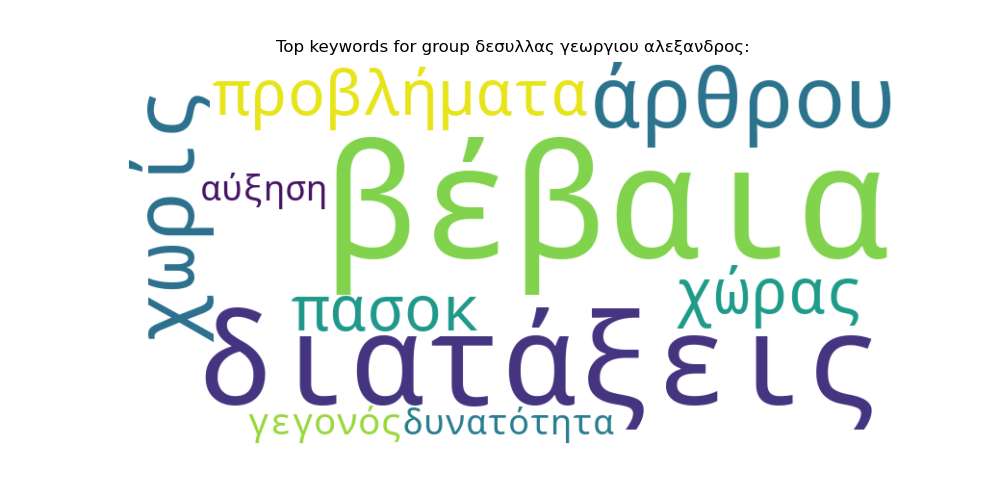 Top keywords for group δεσυλλας γεωργιου αλεξανδρος:
προβλήματα
άρθρου
χωρίς
αύξηση
βέβαια
χώρας
πασοκ
διατάξεις
γεγονός
δυνατότητα